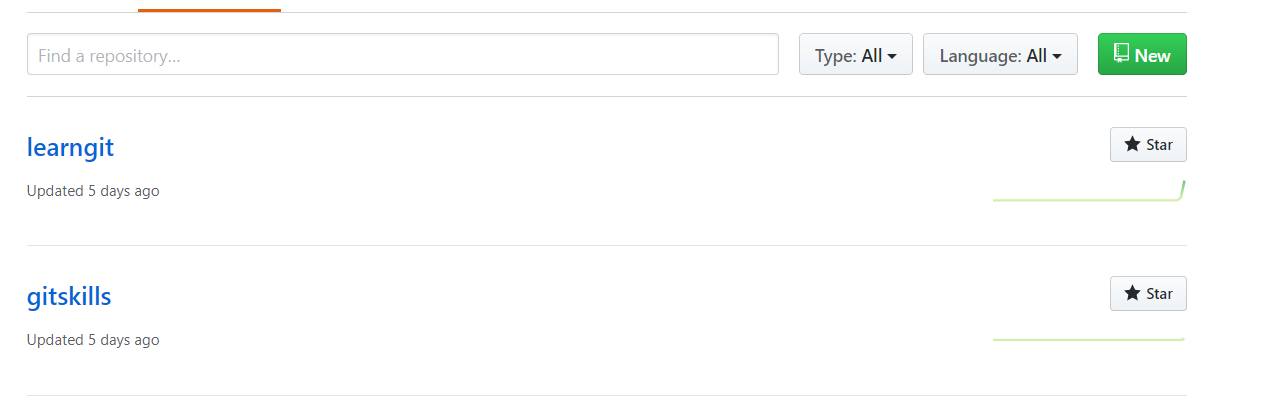 Find a repository...
Type: All
Language: All
New
learngit
Star
Updated 5 days ago
gitskills
Star
Updated 5 days ago